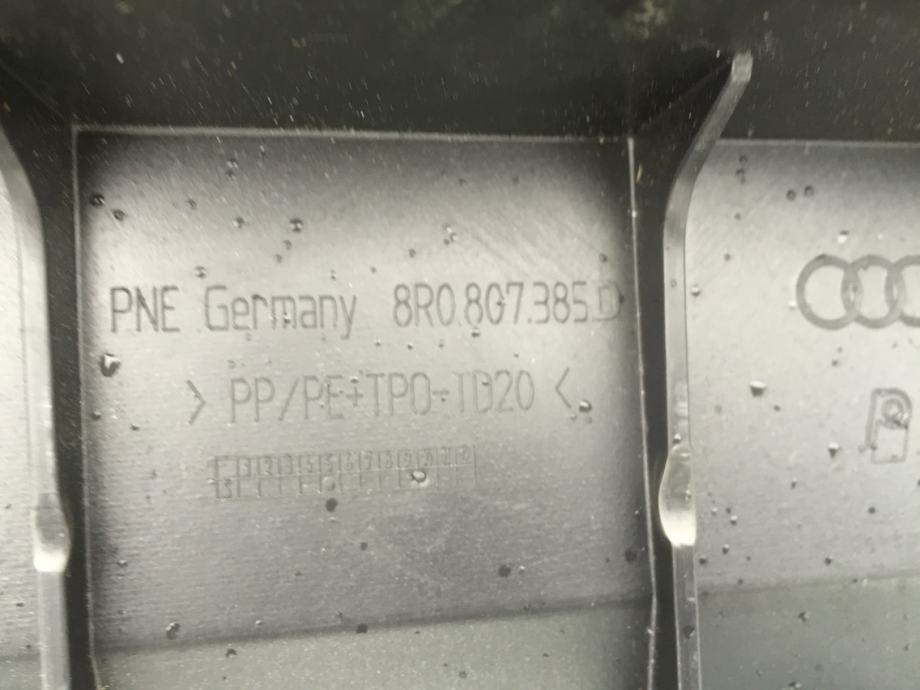 PNE Germany 8R0.807.385.D
> PP/PE+TPO-TD20 <